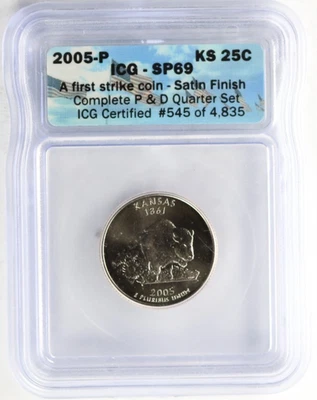 2005-P KS 25C
ICG - SP69
A first strike coin - Satin Finish
Complete P & D Quarter Set
ICG Certified #545 of 4,835
KANSAS
1861
2005
E PLURIBUS UNUM